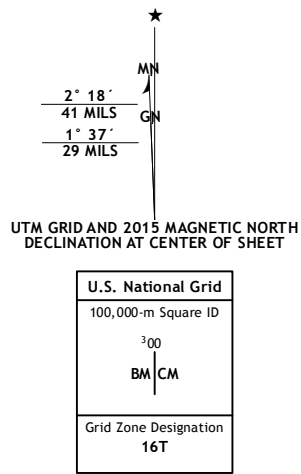 ★
MN
2° 18´
41 MILS
GN
1° 37´
29 MILS
UTM GRID AND 2015 MAGNETIC NORTH
DECLINATION AT CENTER OF SHEET
U.S. National Grid
100,000-m Square ID
³00
BM CM
Grid Zone Designation
16T